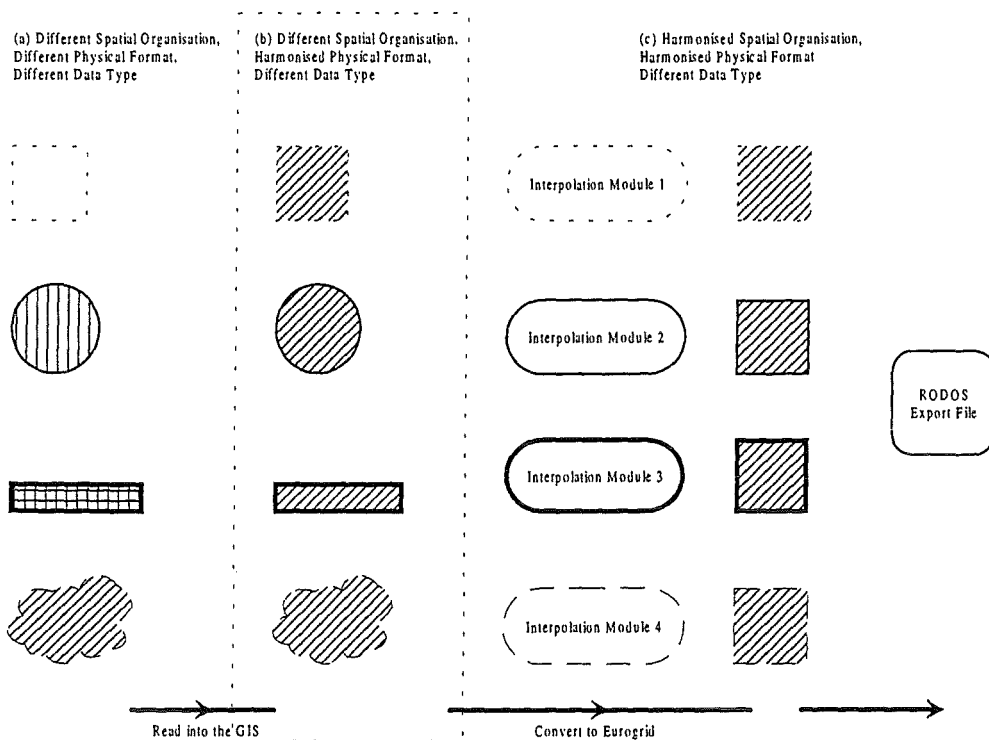 (a) Different Spatial Organisation,
Different Physical Format,
Different Data Type
(b) Different Spatial Organisation.
Harmonised Physical Format,
Different Data Type
(c) Harmonised Spatial Organisation,
Harmonised Physical Format
Different Data Type
Interpolation Module 1
Interpolation Module 2
Interpolation Module 3
Interpolation Module 4
RODOS
Export File
Read into the GIS
Convert to Eurogrid